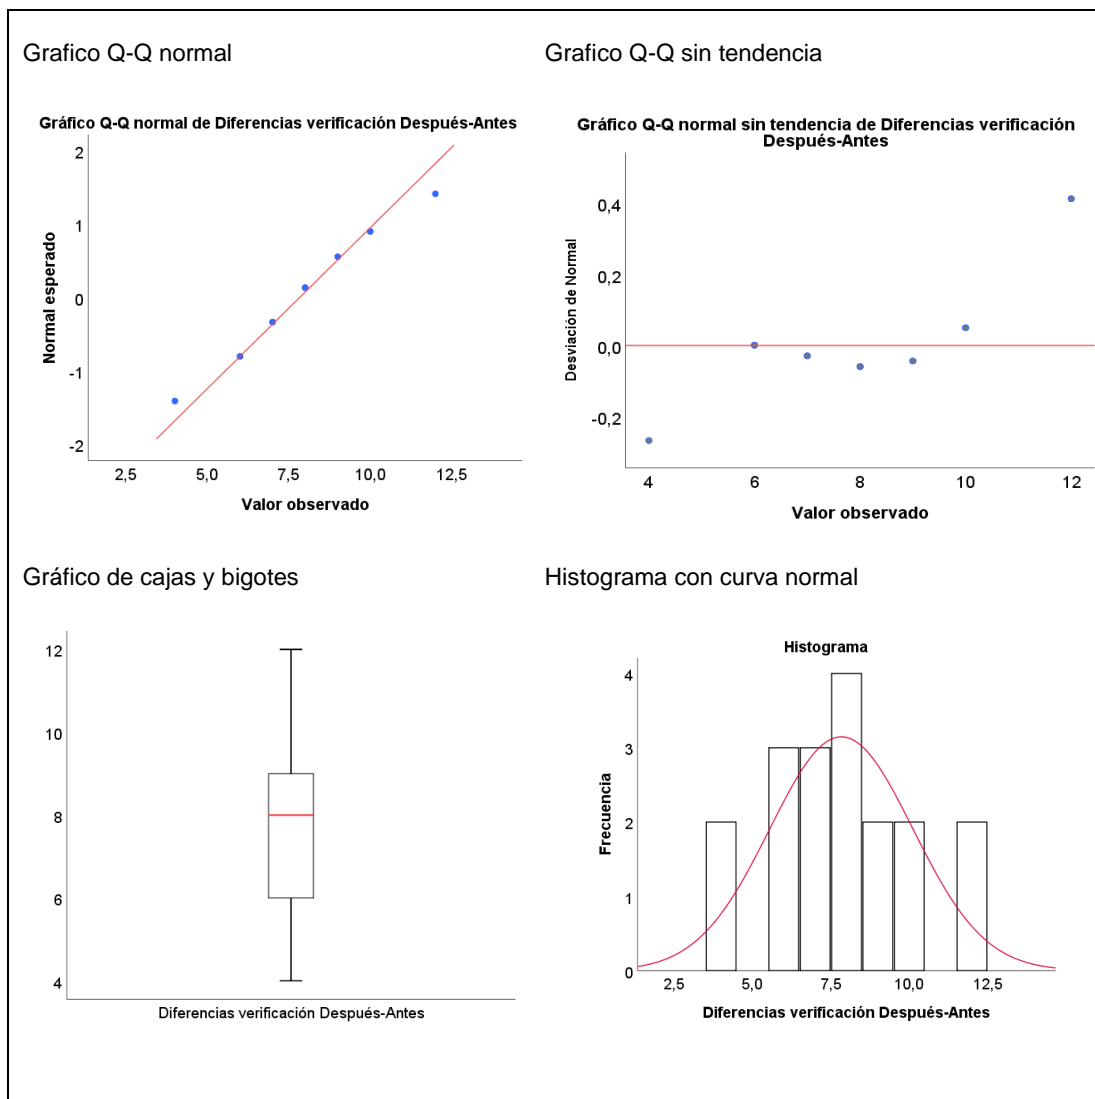 Grafico Q-Q normal
Grafico Q-Q sin tendencia
Gráfico Q-Q normal de Diferencias verificación Después-Antes
Normal esperado
2
1
0
-1
-2
2,5 5,0 7,5 10,0 12,5
Valor observado
Gráfico Q-Q normal sin tendencia de Diferencias verificación
Después-Antes
Desviación de Normal
0,4
0,2
0,0
-0,2
4 6 8 10 12
Valor observado
Gráfico de cajas y bigotes
Histograma con curva normal
12
10
8
6
4
Diferencias verificación Después-Antes
Histograma
Frecuencia
4
3
2
1
0
2,5 5,0 7,5 10,0 12,5
Diferencias verificación Después-Antes